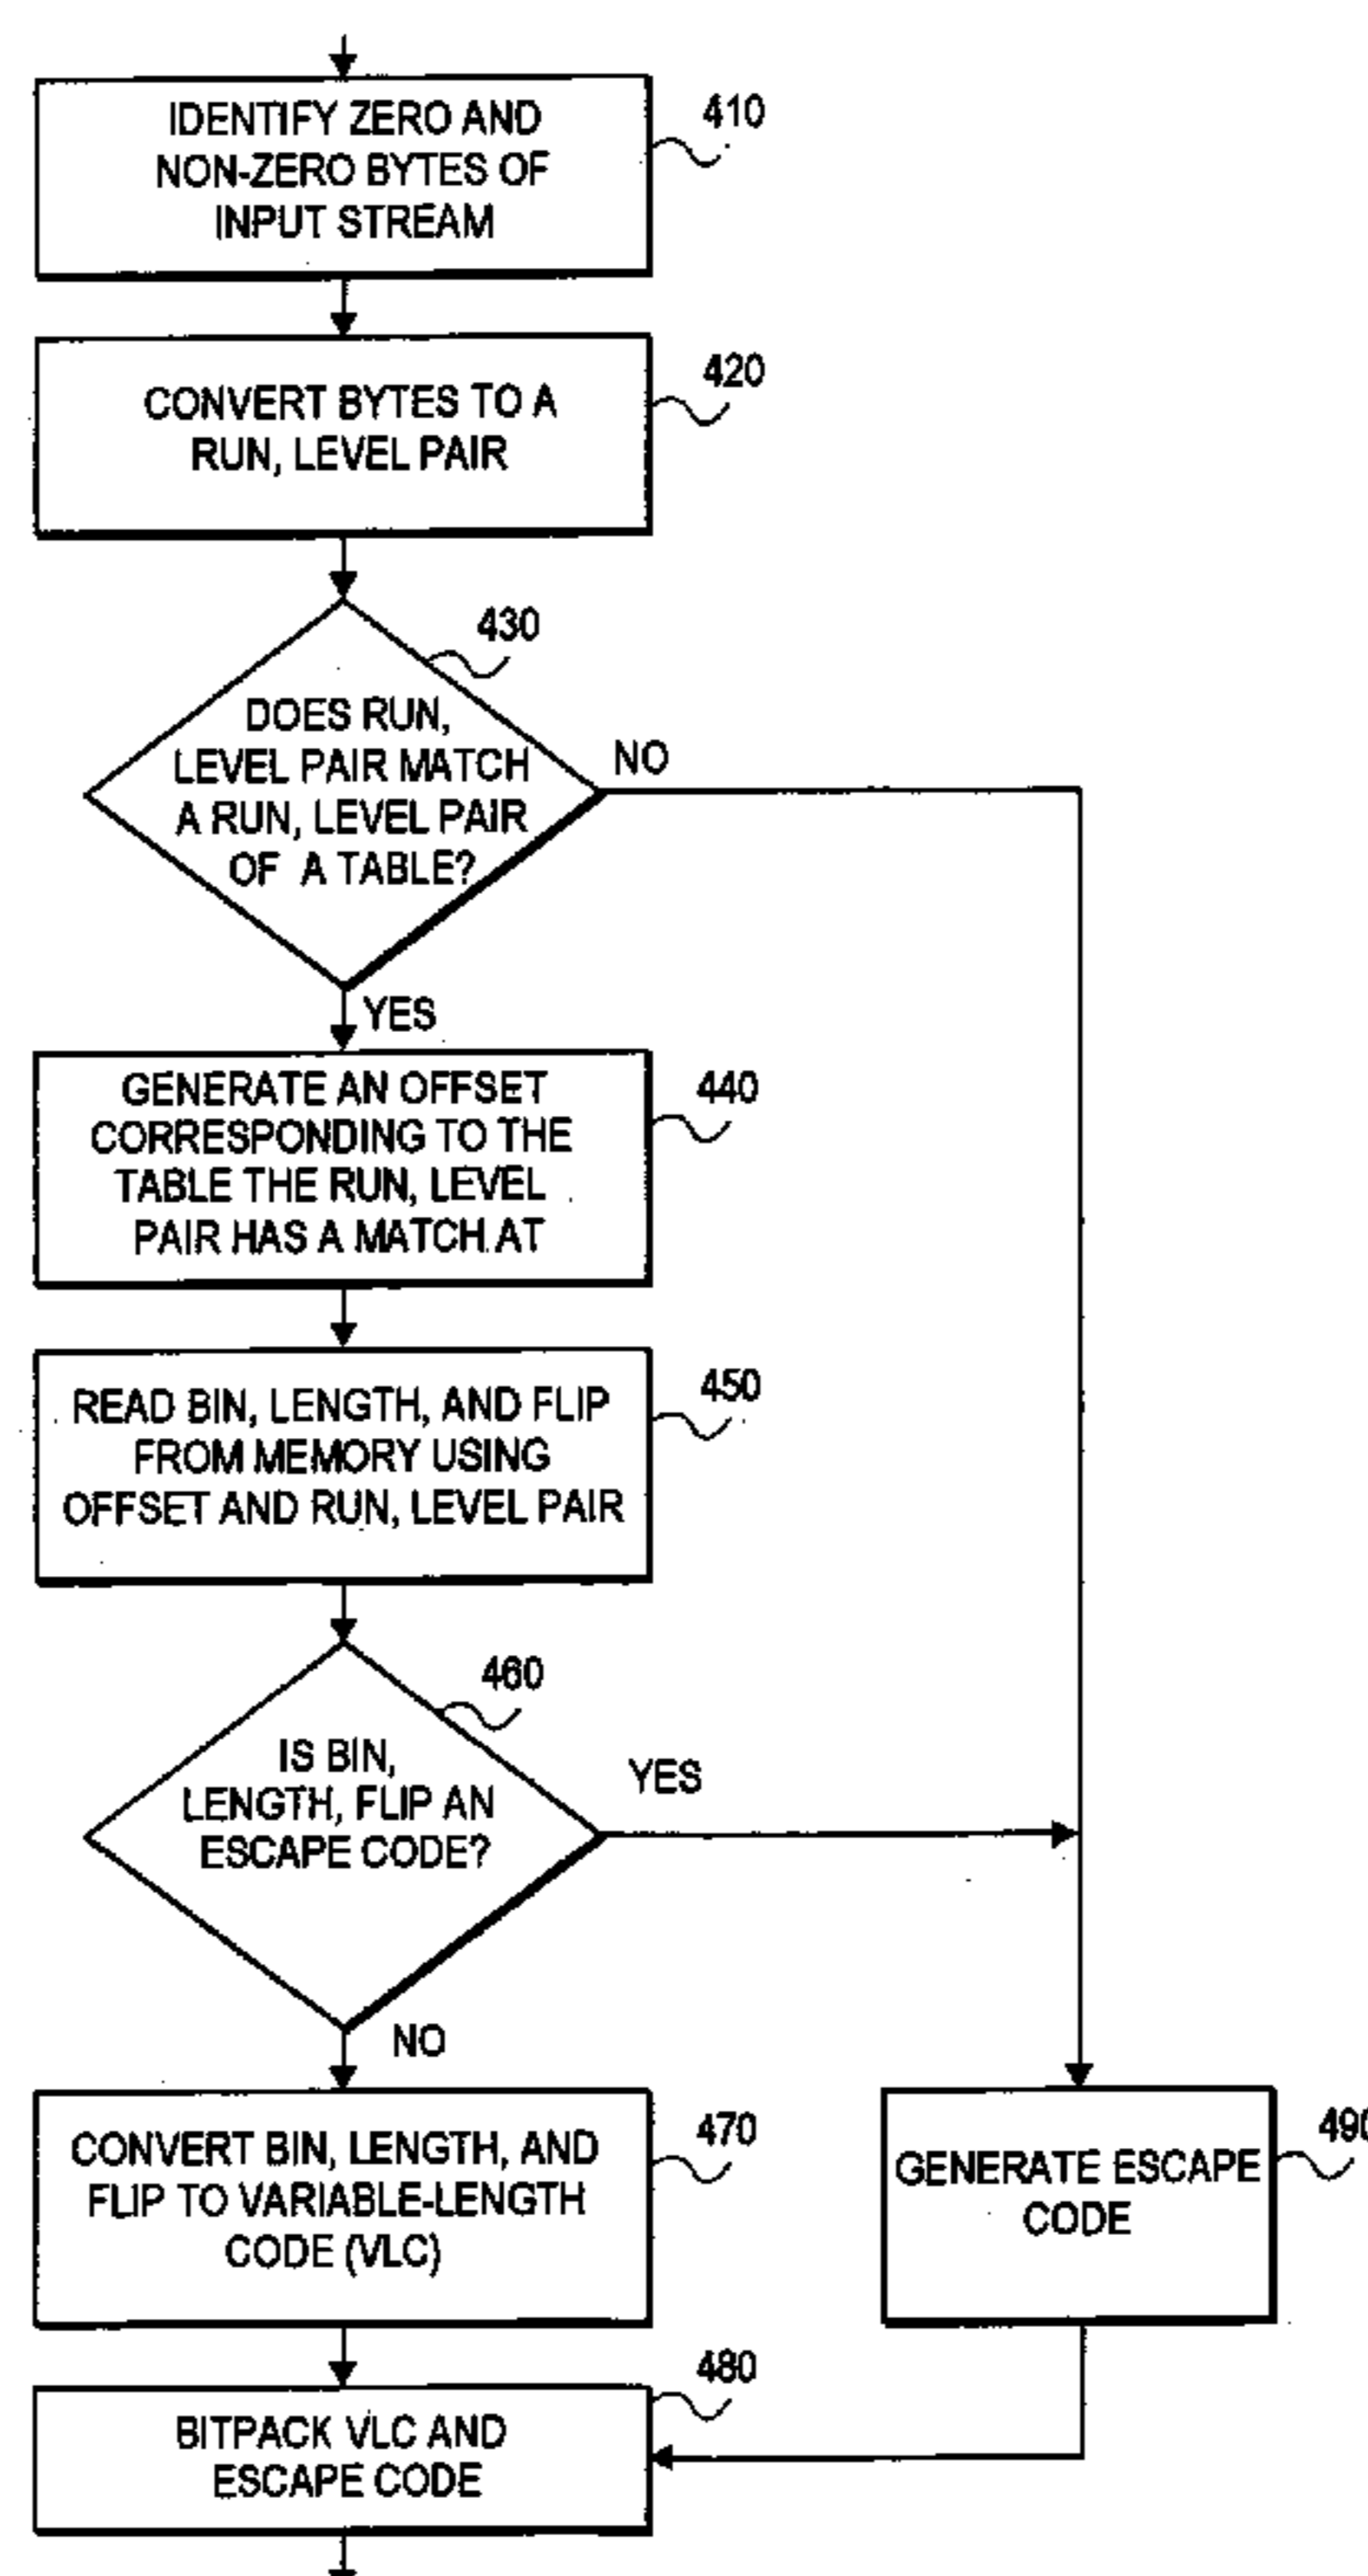 IDENTIFY ZERO AND
NON-ZERO BYTES OF
INPUT STREAM
410
CONVERT BYTES TO A
RUN, LEVEL PAIR
420
430
DOES RUN,
LEVEL PAIR MATCH
A RUN, LEVEL PAIR
OF A TABLE?
NO
YES
GENERATE AN OFFSET
CORRESPONDING TO THE
TABLE THE RUN, LEVEL
PAIR HAS A MATCH AT
440
READ BIN, LENGTH, AND FLIP
FROM MEMORY USING
OFFSET AND RUN, LEVEL PAIR
450
460
IS BIN,
LENGTH, FLIP AN
ESCAPE CODE?
YES
NO
CONVERT BIN, LENGTH, AND
FLIP TO VARIABLE-LENGTH
CODE (VLC)
470
GENERATE ESCAPE
CODE
490
BITPACK VLC AND
ESCAPE CODE
480